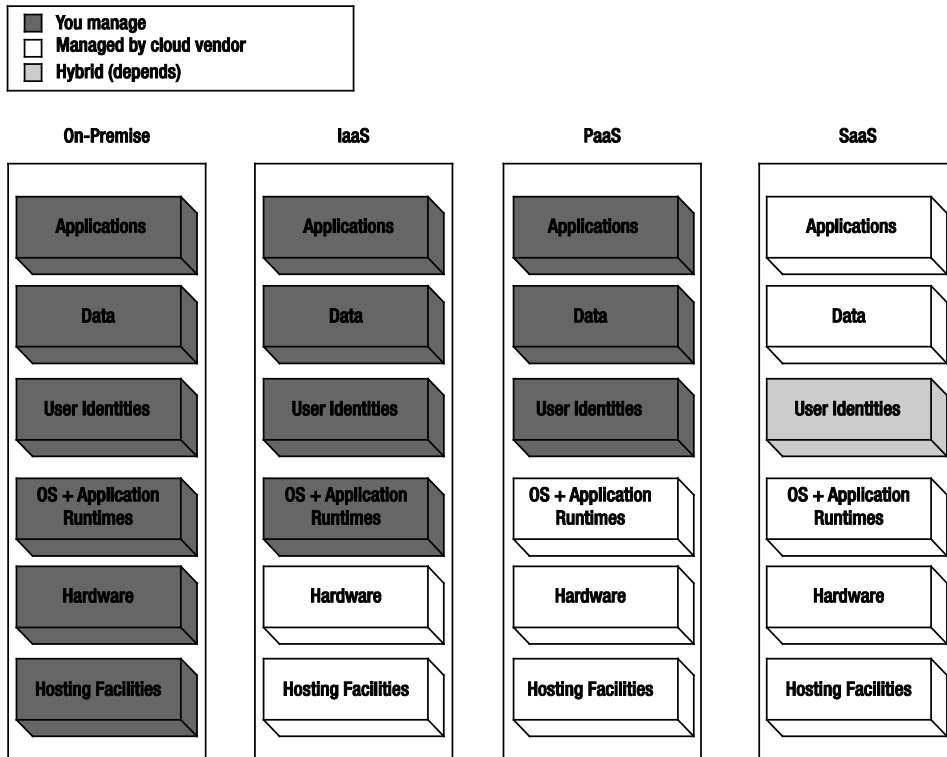 You manage
Managed by cloud vendor
Hybrid (depends)
On-Premise
IaaS
PaaS
SaaS
Applications
Applications
Applications
Applications
Data
Data
Data
Data
User Identities
User Identities
User Identities
User Identities
OS + Application
Runtimes
OS + Application
Runtimes
OS + Application
Runtimes
OS + Application
Runtimes
Hardware
Hardware
Hardware
Hardware
Hosting Facilities
Hosting Facilities
Hosting Facilities
Hosting Facilities